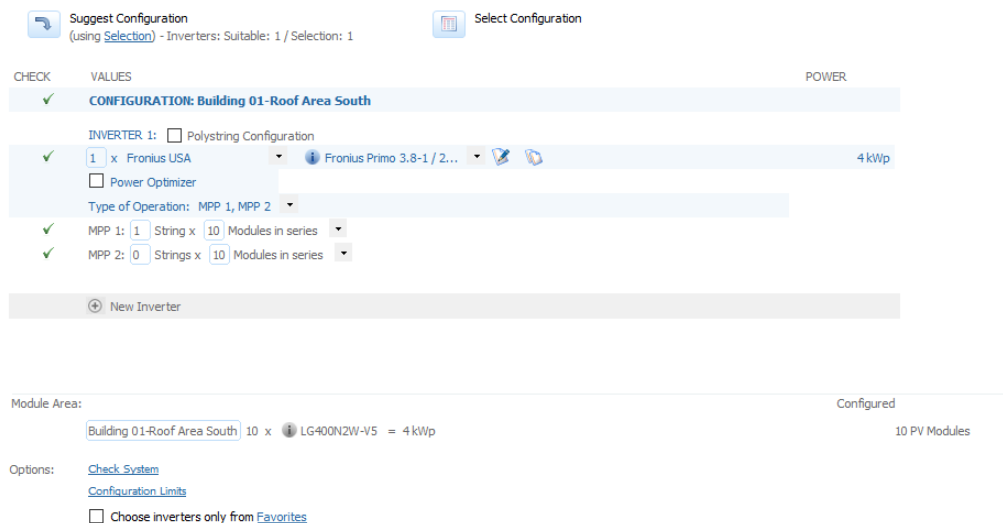 Suggest Configuration
(using Selection) - Inverters: Suitable: 1 / Selection: 1
Select Configuration
CHECK VALUES POWER
CONFIGURATION: Building 01-Roof Area South
INVERTER 1: Polystring Configuration
1 x Fronius USA Fronius Primo 3.8-1 / 2... 4 kWp
Power Optimizer
Type of Operation: MPP 1, MPP 2
MPP 1: 1 String x 10 Modules in series
MPP 2: 0 Strings x 10 Modules in series
New Inverter
Module Area: Configured
Building 01-Roof Area South 10 x LG400N2W-V5 = 4 kWp 10 PV Modules
Options: Check System
Configuration Limits
Choose inverters only from Favorites